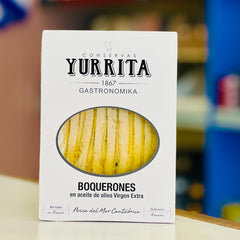 CONSERVAS
YURRITA
1867
GASTRONOMIKA
BOQUERONES
en aceite de oliva Virgen Extra
Pesca del Mar Cantábrico